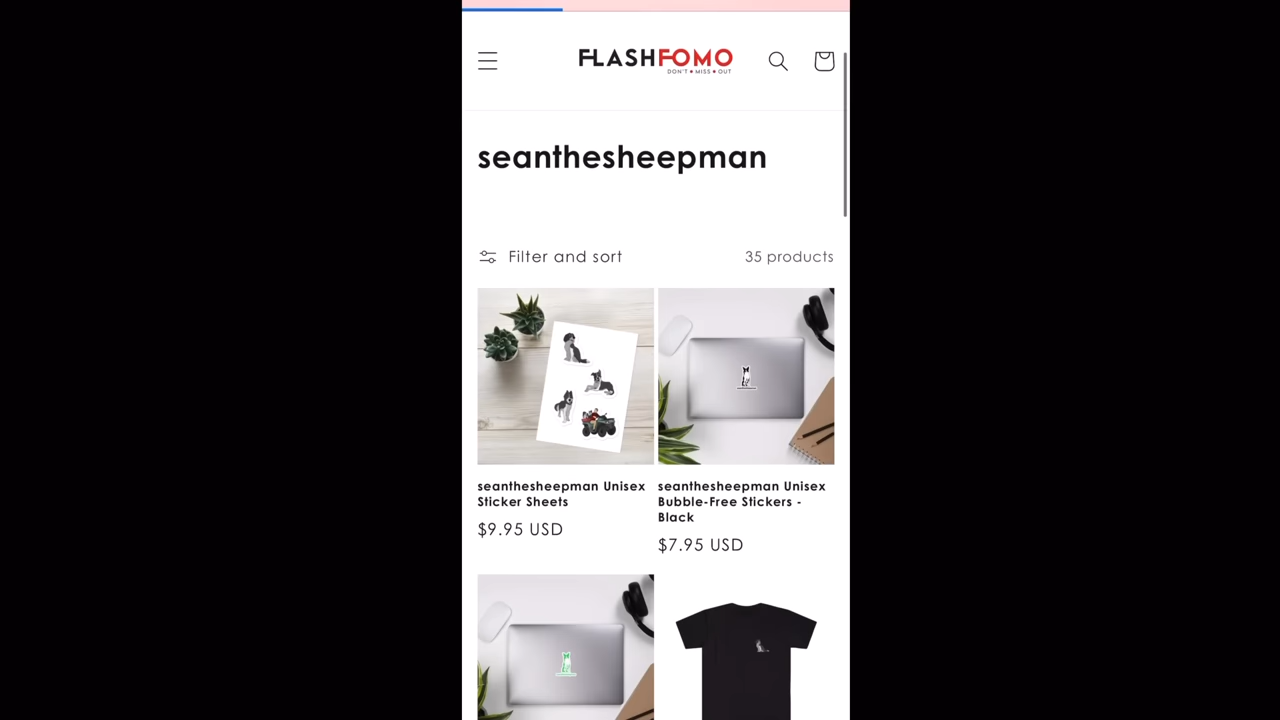 FLASHFOMO
DON'T • MISS • OUT
seanthesheepman
Filter and sort
35 products
seanthesheepman Unisex
Sticker Sheets
$9.95 USD
seanthesheepman Unisex
Bubble-Free Stickers -
Black
$7.95 USD